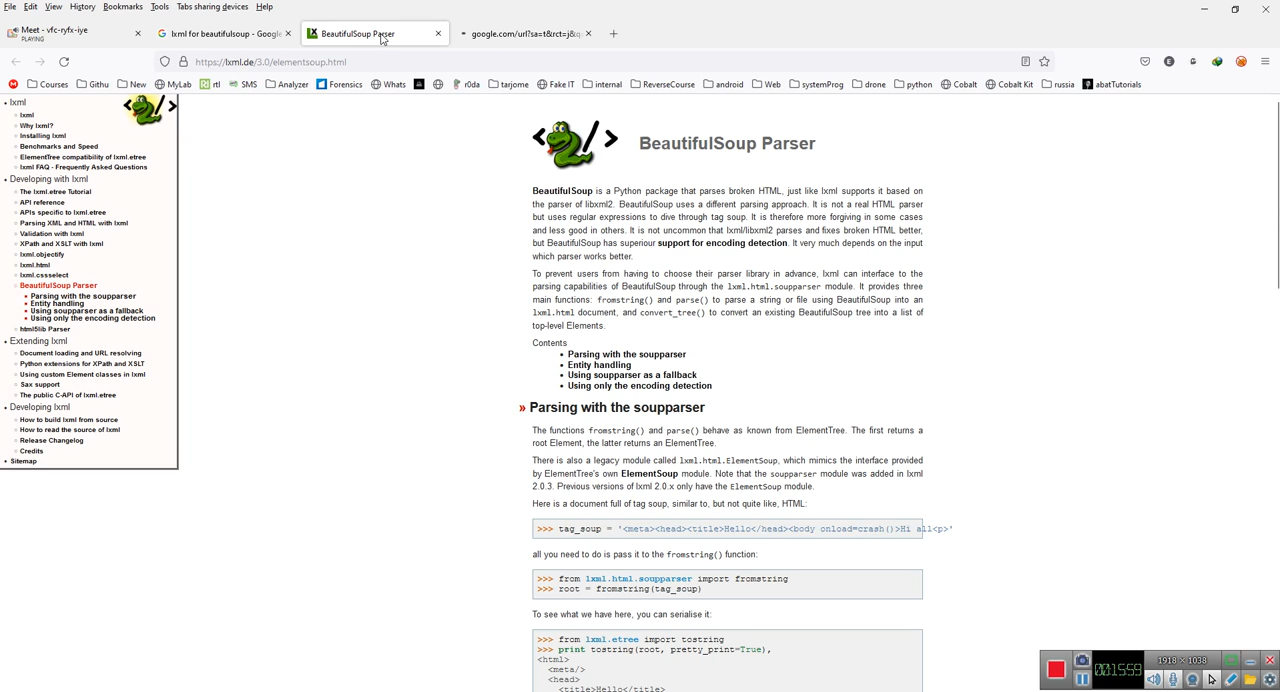 File Edit View History Bookmarks Tools Tabs sharing devices Help
Meet - vfc-ryfx-iye
PLAYING
lxml for beautifulsoup - Google
BeautifulSoup Parser
google.com/url?sa=t&rct=j&q
https://lxml.de/3.0/elementsoup.html
Courses Githu New MyLab rtl SMS Analyzer Forensics Whats r0da tarjome Fake IT internal ReverseCourse android Web systemProg drone python Cobalt Cobalt Kit russia abatTutorials
lxml
lxml
Why lxml?
Installing lxml
Benchmarks and Speed
ElementTree compatibility of lxml.etree
lxml FAQ - Frequently Asked Questions
Developing with lxml
The lxml.etree Tutorial
API reference
APIs specific to lxml.etree
Parsing XML and HTML with lxml
Validation with lxml
XPath and XSLT with lxml
lxml.objectify
lxml.html
lxml.cssselect
BeautifulSoup Parser
Parsing with the soupparser
Entity handling
Using soupparser as a fallback
Using only the encoding detection
html5lib Parser
Extending lxml
Document loading and URL resolving
Python extensions for XPath and XSLT
Using custom Element classes in lxml
Sax support
The public C-API of lxml.etree
Developing lxml
How to build lxml from source
How to read the source of lxml
Release Changelog
Credits
Sitemap
BeautifulSoup Parser
BeautifulSoup is a Python package that parses broken HTML, just like lxml supports it based on
the parser of libxml2. BeautifulSoup uses a different parsing approach. It is not a real HTML parser
but uses regular expressions to dive through tag soup. It is therefore more forgiving in some cases
and less good in others. It is not uncommon that lxml/libxml2 parses and fixes broken HTML better,
but BeautifulSoup has superiour support for encoding detection. It very much depends on the input
which parser works better.
To prevent users from having to choose their parser library in advance, lxml can interface to the
parsing capabilities of BeautifulSoup through the lxml.html.soupparser module. It provides three
main functions: fromstring() and parse() to parse a string or file using BeautifulSoup into an
lxml.html document, and convert_tree() to convert an existing BeautifulSoup tree into a list of
top-level Elements.
Contents
Parsing with the soupparser
Entity handling
Using soupparser as a fallback
Using only the encoding detection
» Parsing with the soupparser
The functions fromstring() and parse() behave as known from ElementTree. The first returns a
root Element, the latter returns an ElementTree.
There is also a legacy module called lxml.html.ElementSoup, which mimics the interface provided
by ElementTree's own ElementSoup module. Note that the soupparser module was added in lxml
2.0.3. Previous versions of lxml 2.0.x only have the ElementSoup module.
Here is a document full of tag soup, similar to, but not quite like, HTML:
>>> tag_soup = '<meta><head><title>Hello</head><body onload=crash()>Hi all<p>'
all you need to do is pass it to the fromstring() function:
>>> from lxml.html.soupparser import fromstring
>>> root = fromstring(tag_soup)
To see what we have here, you can serialise it:
>>> from lxml.etree import tostring
>>> print tostring(root, pretty_print=True),
<html>
<meta/>
<head>
<title>Hello</title>
00:15:59
1918 × 1038